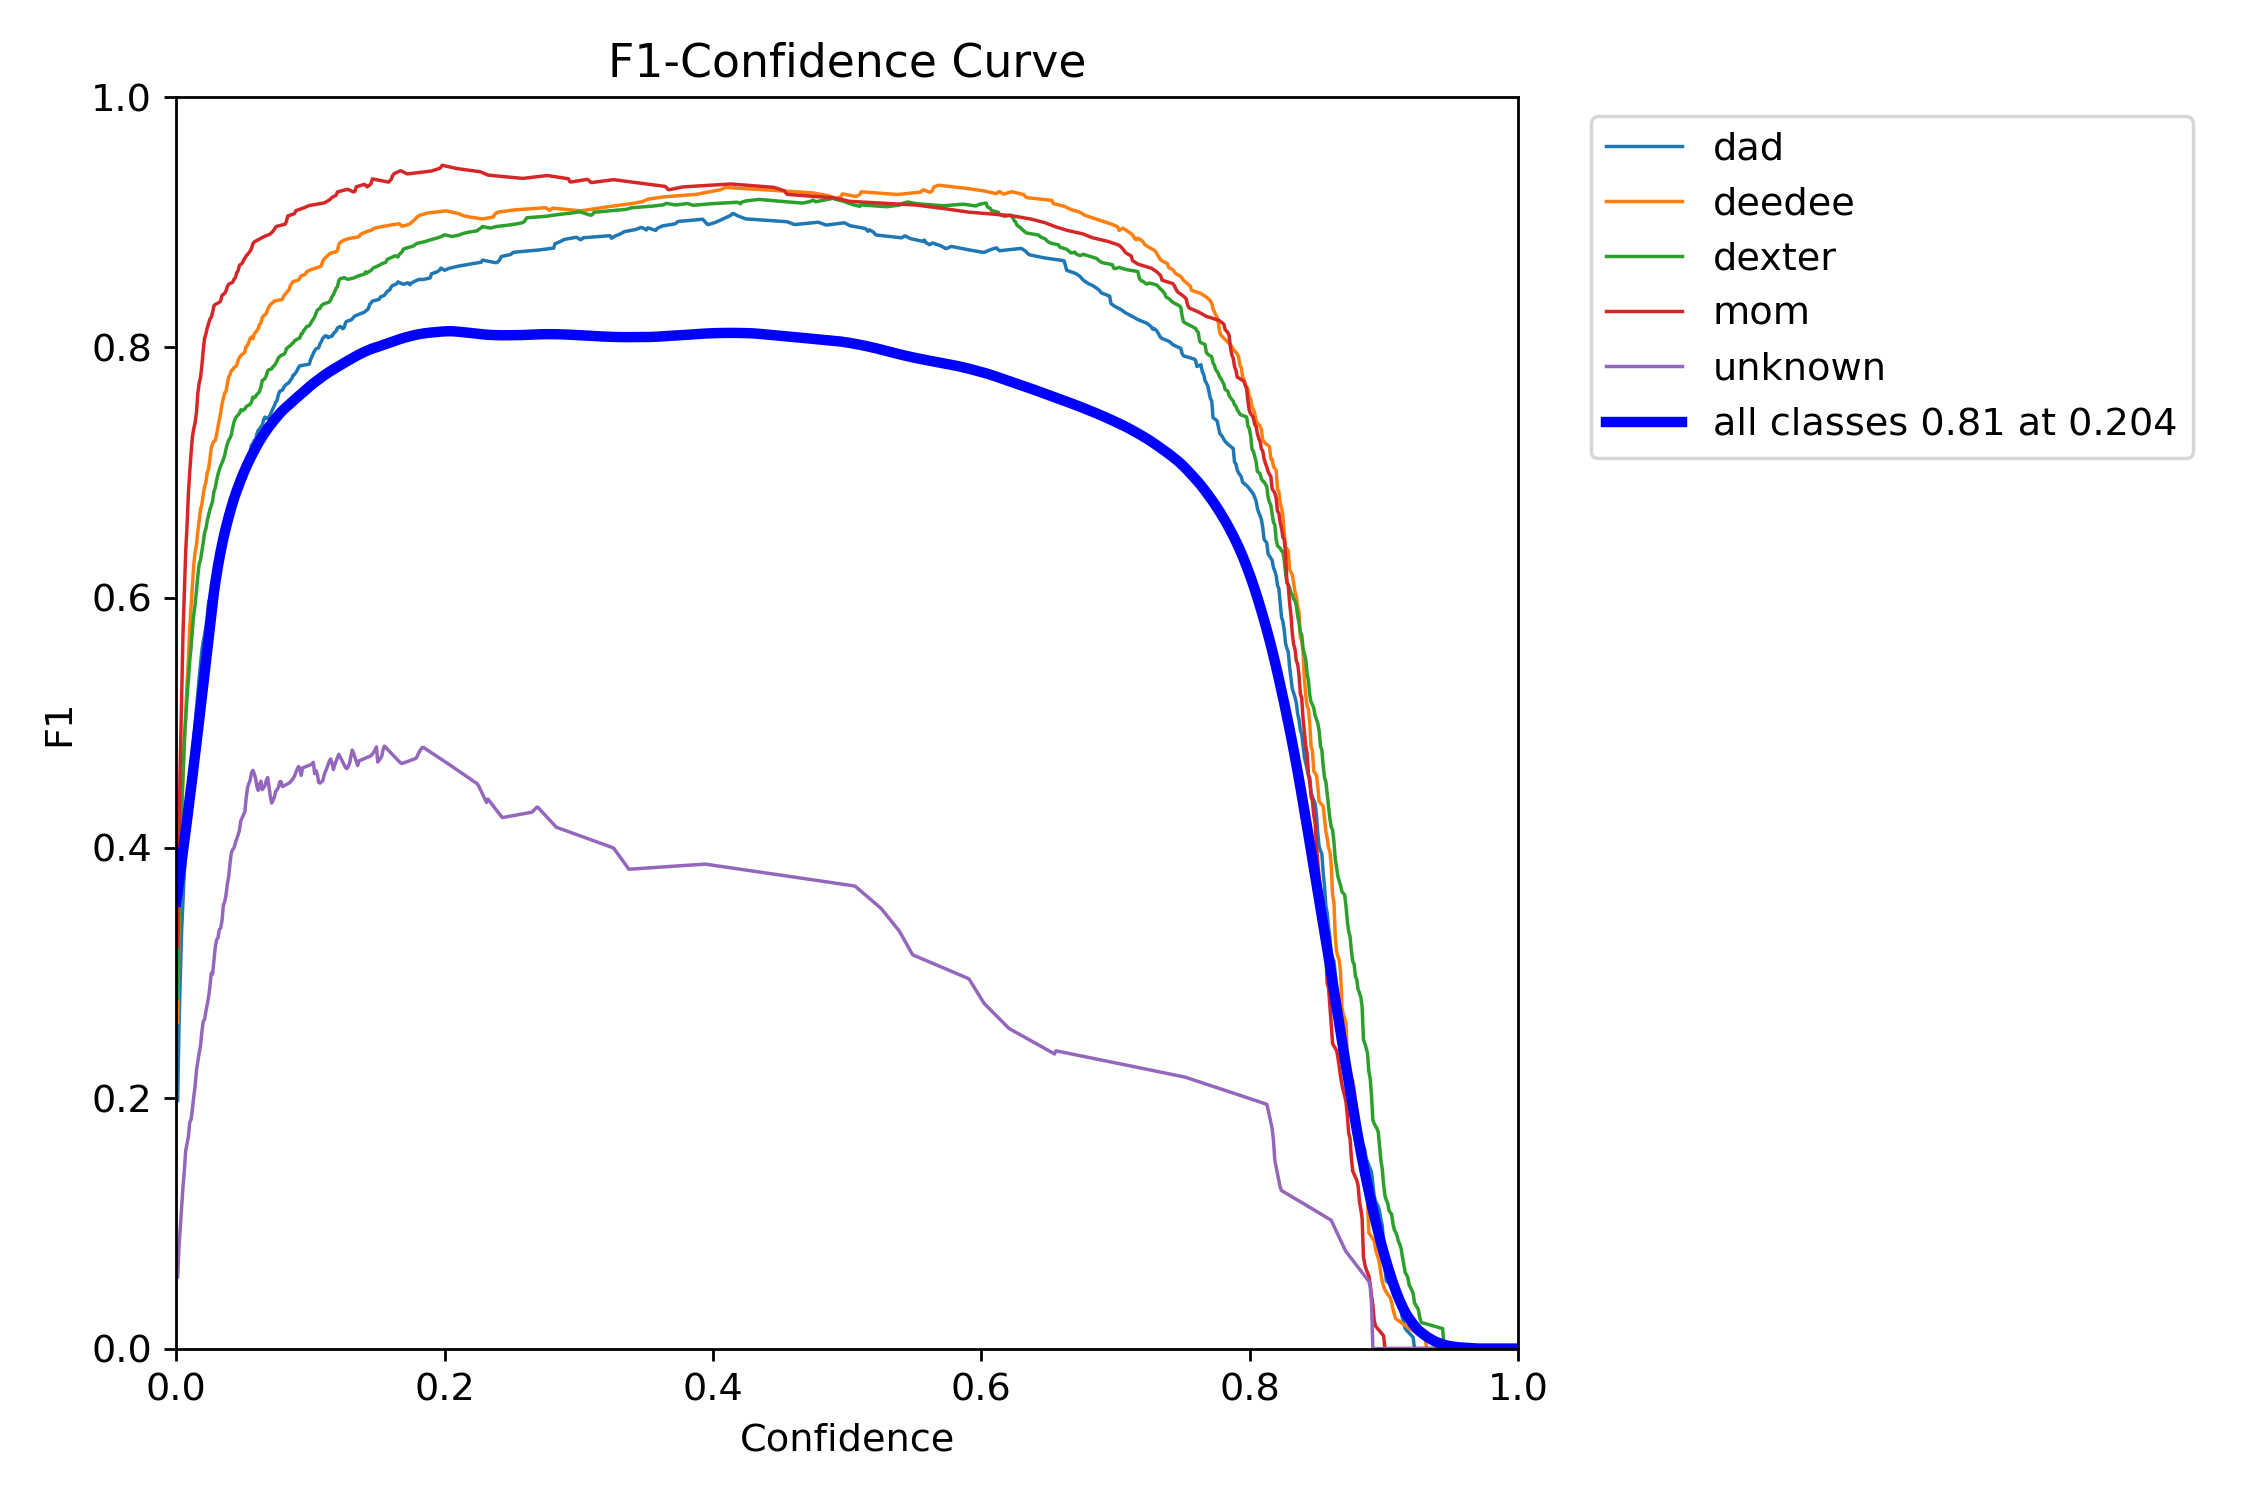 F1-Confidence Curve
1.0
0.8
0.6
0.4
0.2
0.0
F1
0.0 0.2 0.4 0.6 0.8 1.0
Confidence
dad
deedee
dexter
mom
unknown
all classes 0.81 at 0.204